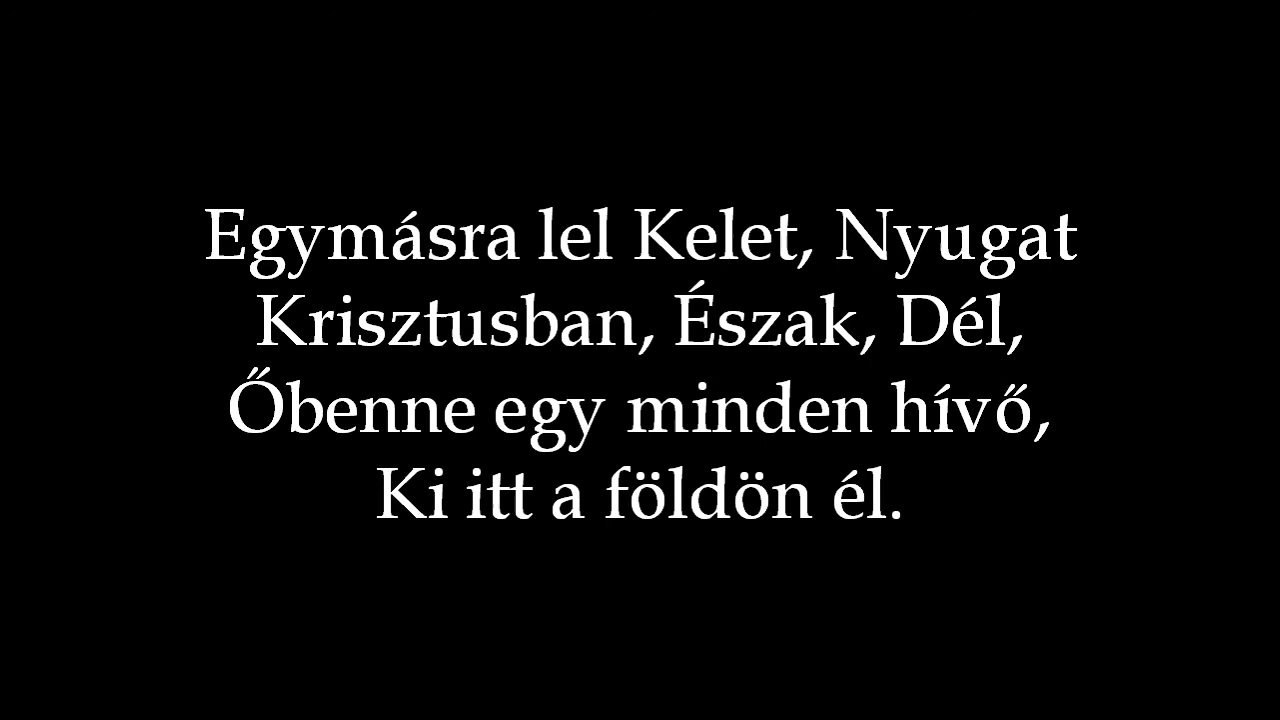 Egymásra lel Kelet, Nyugat
Krisztusban, Észak, Dél,
Őbenne egy minden hívő,
Ki itt a földön él.